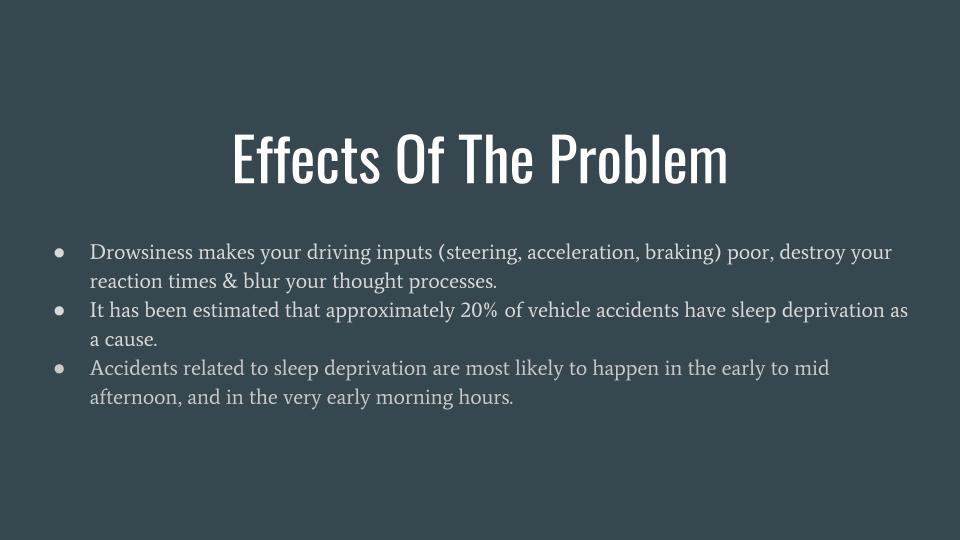 Effects Of The Problem
● Drowsiness makes your driving inputs (steering, acceleration, braking) poor, destroy your
reaction times & blur your thought processes.
● It has been estimated that approximately 20% of vehicle accidents have sleep deprivation as
a cause.
● Accidents related to sleep deprivation are most likely to happen in the early to mid
afternoon, and in the very early morning hours.